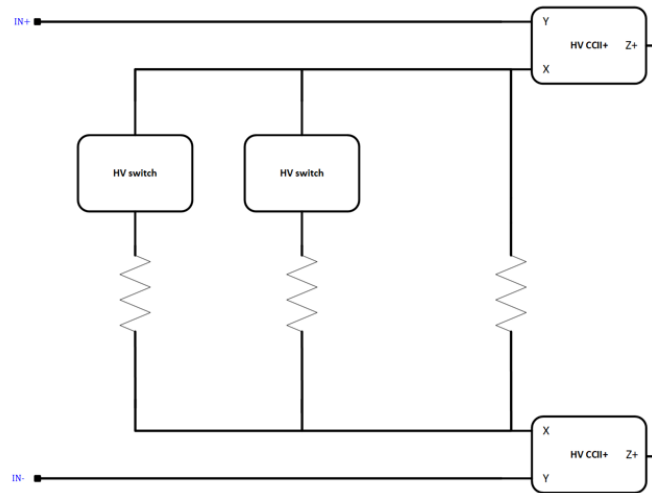 IN+
Y
HV CCII+ Z+
X
HV switch HV switch
X
HV CCII+ Z+
IN- Y